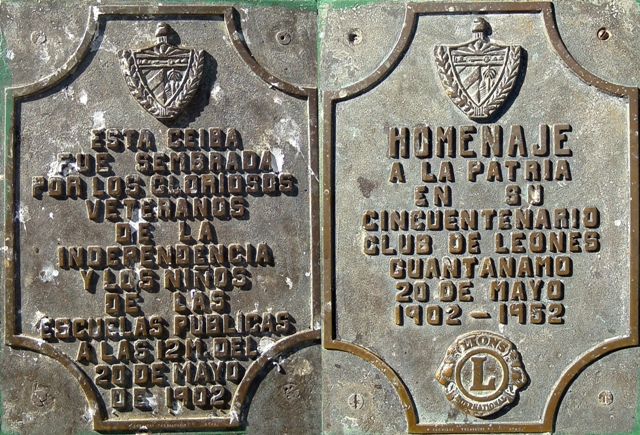 ESTA CEIBA
FUE SEMBRADA
POR LOS GLORIOSOS
VETERANOS
DE LA
INDEPENDENCIA
Y LOS NIÑOS
DE LAS
ESCUELAS PUBLICAS
A LAS 12 M. DEL
20 DE MAYO
DE 1902
HOMENAJE
A LA PATRIA
EN SU
CINCUENTENARIO
CLUB DE LEONES
GUANTANAMO
20 DE MAYO
1902 - 1952
LIONS
L
INTERNATIONAL